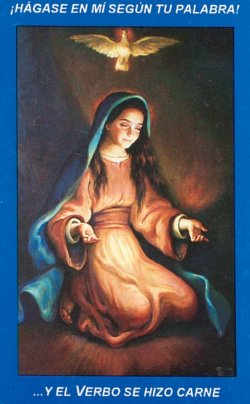 ¡HÁGASE EN MÍ SEGÚN TU PALABRA!
...Y EL VERBO SE HIZO CARNE